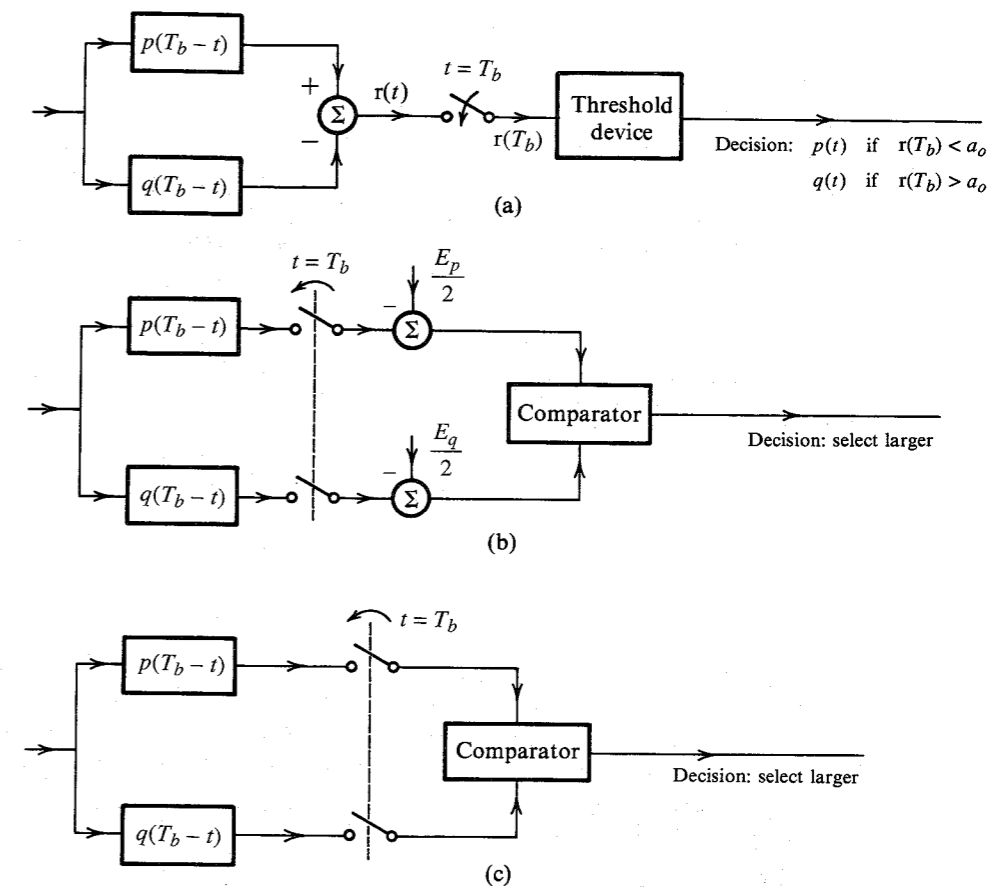 p(T_b − t)
+
r(t)
t = T_b
Σ
−
r(T_b)
Threshold
device
q(T_b − t)
Decision: p(t) if r(T_b) < a_o
q(t) if r(T_b) > a_o
(a)
t = T_b
E_p
2
−
p(T_b − t)
Σ
Comparator
Decision: select larger
E_q
2
−
q(T_b − t)
Σ
(b)
t = T_b
p(T_b − t)
Comparator
Decision: select larger
q(T_b − t)
(c)